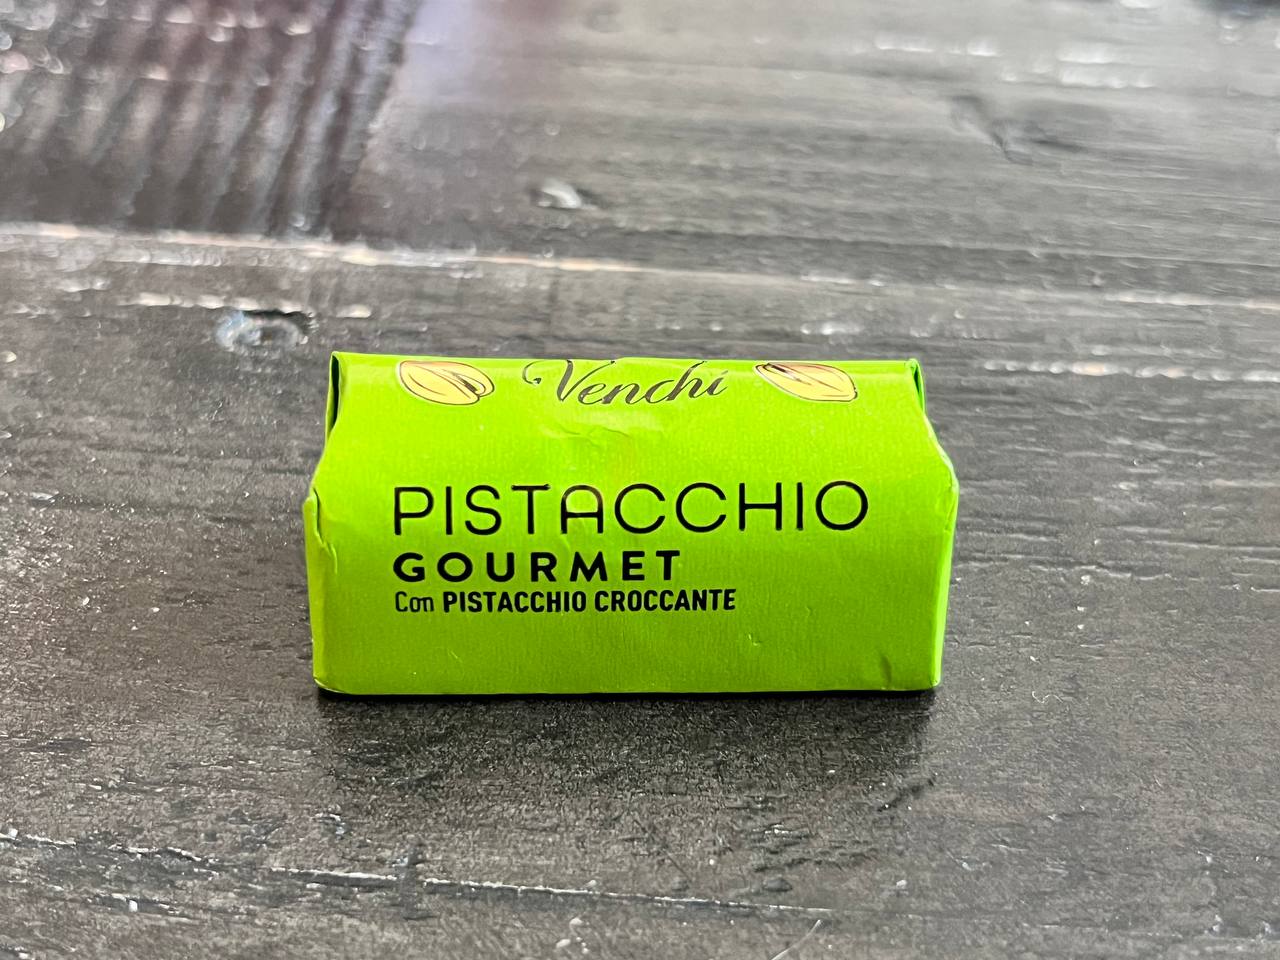 Venchi
PISTACCHIO
GOURMET
Con PISTACCHIO CROCCANTE